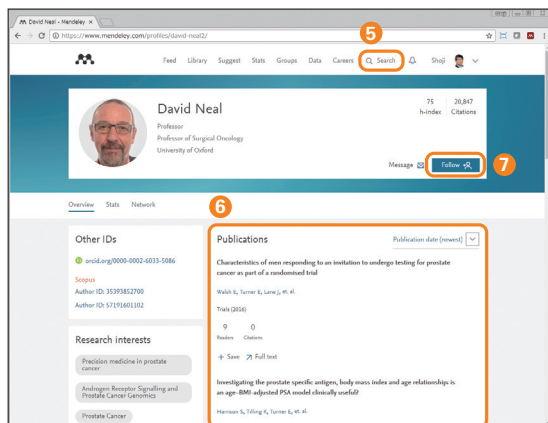 David Neal - Mendeley
https://www.mendeley.com/profiles/david-neal2/
5
Feed Library Suggest Stats Groups Data Careers Search Shoji
David Neal
Professor
Professor of Surgical Oncology
University of Oxford
75 20,847
h-index Citations
Message Follow
7
Overview Stats Network
6
Other IDs
orcid.org/0000-0002-6033-5086
Scopus
Author ID: 35393852700
Author ID: 57191601102
Research interests
Precision medicine in prostate
cancer
Androgen Receptor Signalling and
Prostate Cancer Genomics
Prostate Cancer
Publications
Publication date (newest)
Characteristics of men responding to an invitation to undergo testing for prostate
cancer as part of a randomised trial
Walsh E, Turner E, Lane J, et. al.
Trials (2016)
9 0
Readers Citations
+ Save Full text
Investigating the prostate specific antigen, body mass index and age relationship: is
an age–BMI-adjusted PSA model clinically useful?
Harrison S, Tilling K, Turner E, et. al.